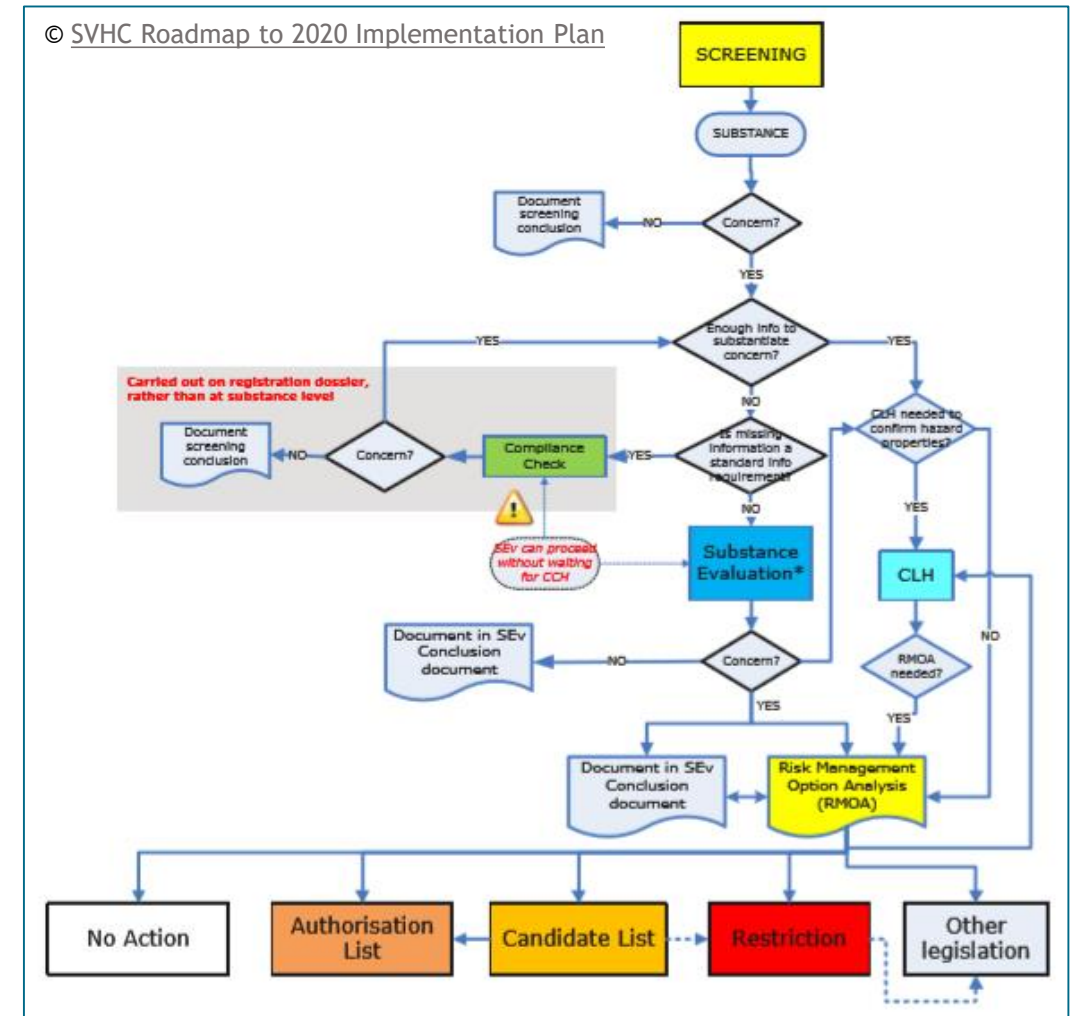 © SVHC Roadmap to 2020 Implementation Plan
SCREENING
SUBSTANCE
Document
screening
conclusion
NO
Concern?
YES
YES
Enough info to
substantiate
concern?
YES
Carried out on registration dossier,
rather than at substance level
NO
CLH needed to
confirm hazard
properties?
Document
screening
conclusion
NO
Concern?
Compliance
Check
YES
Is missing
information a
standard info
requirement?
NO
YES
SEv can proceed
without waiting
for CCH
Substance
Evaluation*
CLH
NO
Document in SEv
Conclusion
document
NO
Concern?
RMOA
needed?
YES
YES
Document in SEv
Conclusion
document
Risk Management
Option Analysis
(RMOA)
No Action
Authorisation
List
Candidate List
Restriction
Other
legislation